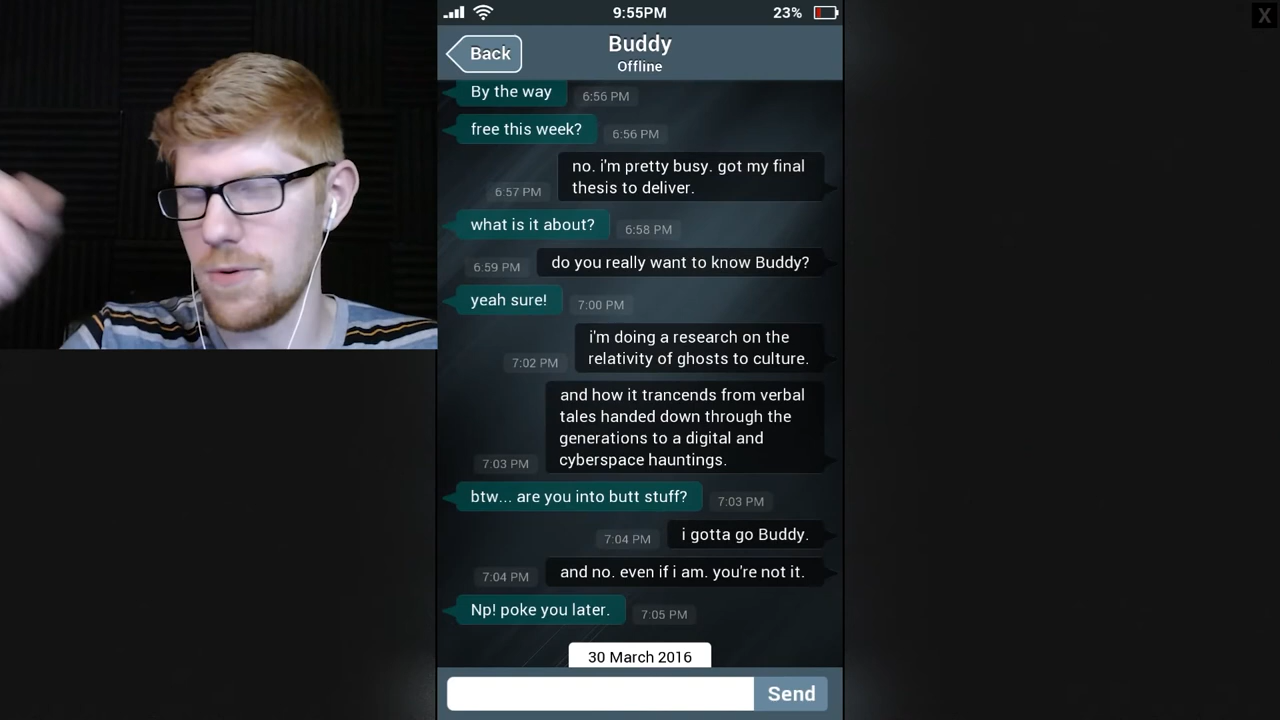 9:55PM
23%
X
Back
Buddy
Offline
By the way
6:56 PM
free this week?
6:56 PM
no. i'm pretty busy. got my final
thesis to deliver.
6:57 PM
what is it about?
6:58 PM
do you really want to know Buddy?
6:59 PM
yeah sure!
7:00 PM
i'm doing a research on the
relativity of ghosts to culture.
7:02 PM
and how it trancends from verbal
tales handed down through the
generations to a digital and
cyberspace hauntings.
7:03 PM
btw... are you into butt stuff?
7:03 PM
i gotta go Buddy.
7:04 PM
and no. even if i am. you're not it.
7:04 PM
Np! poke you later.
7:05 PM
30 March 2016
Send